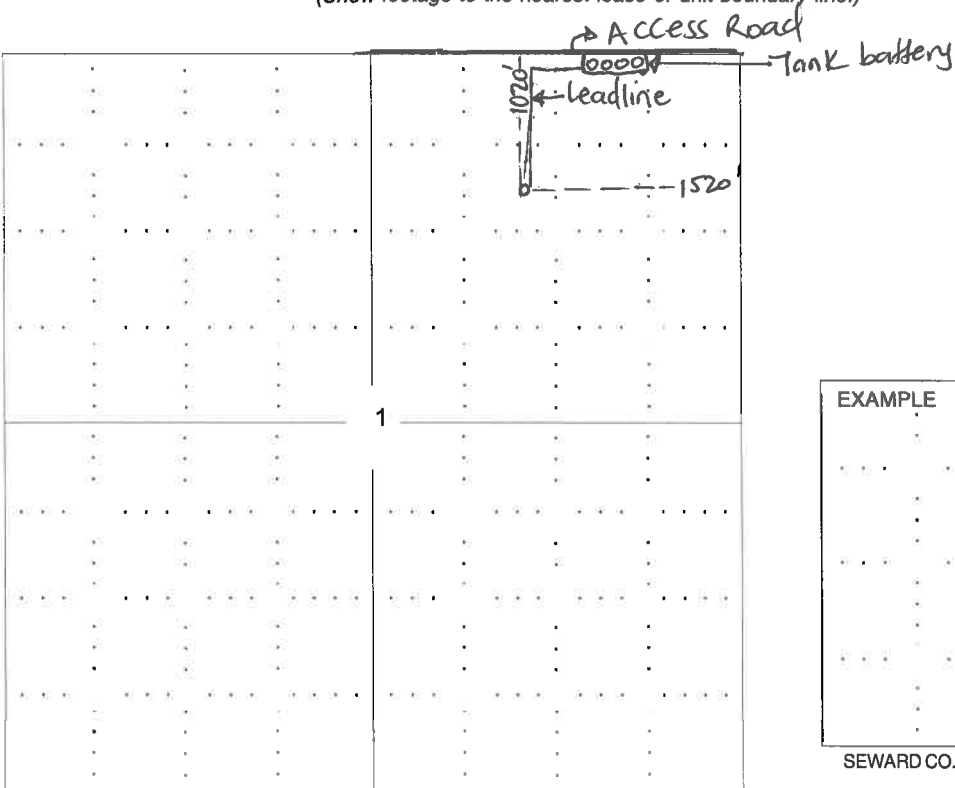 (Show footage to the nearest lease or unit boundary line.)
Access Road
Tank battery
1020'
Leadline
1520
1
EXAMPLE
SEWARD CO.